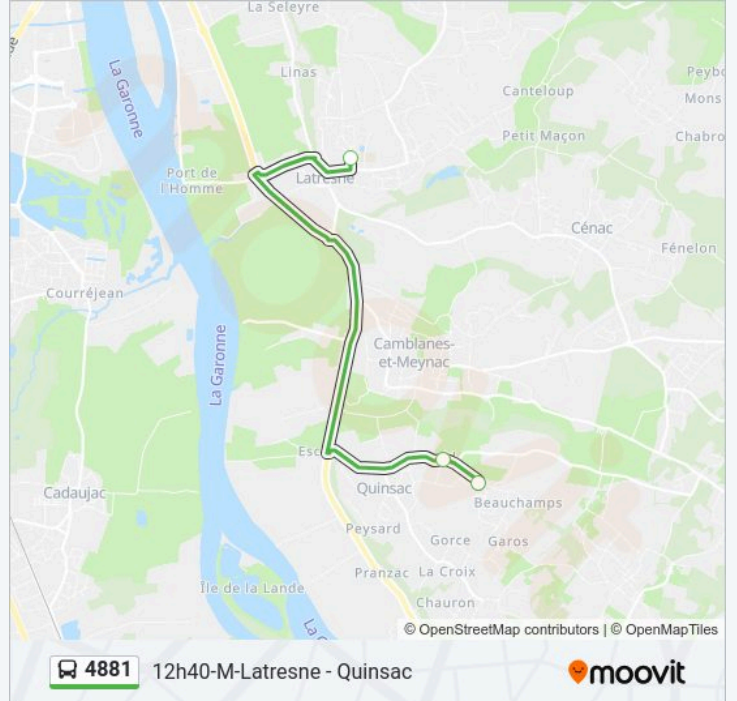 La Seleyre
La Garonne
Linas
Canteloup
Mons
Petit Maçon
Chabro
Port de
l'Homme
Latresne
Cénac
Fénelon
Courréjean
La Garonne
Camblanes-
et-Meynac
Quinsac
Cadaujac
Beauchamps
Peysard
Gorce
Garos
Pranzac
La Croix
Île de la Lande
Chauron
© OpenStreetMap contributors | © OpenMapTiles
4881 12h40-M-Latresne - Quinsac
moovit